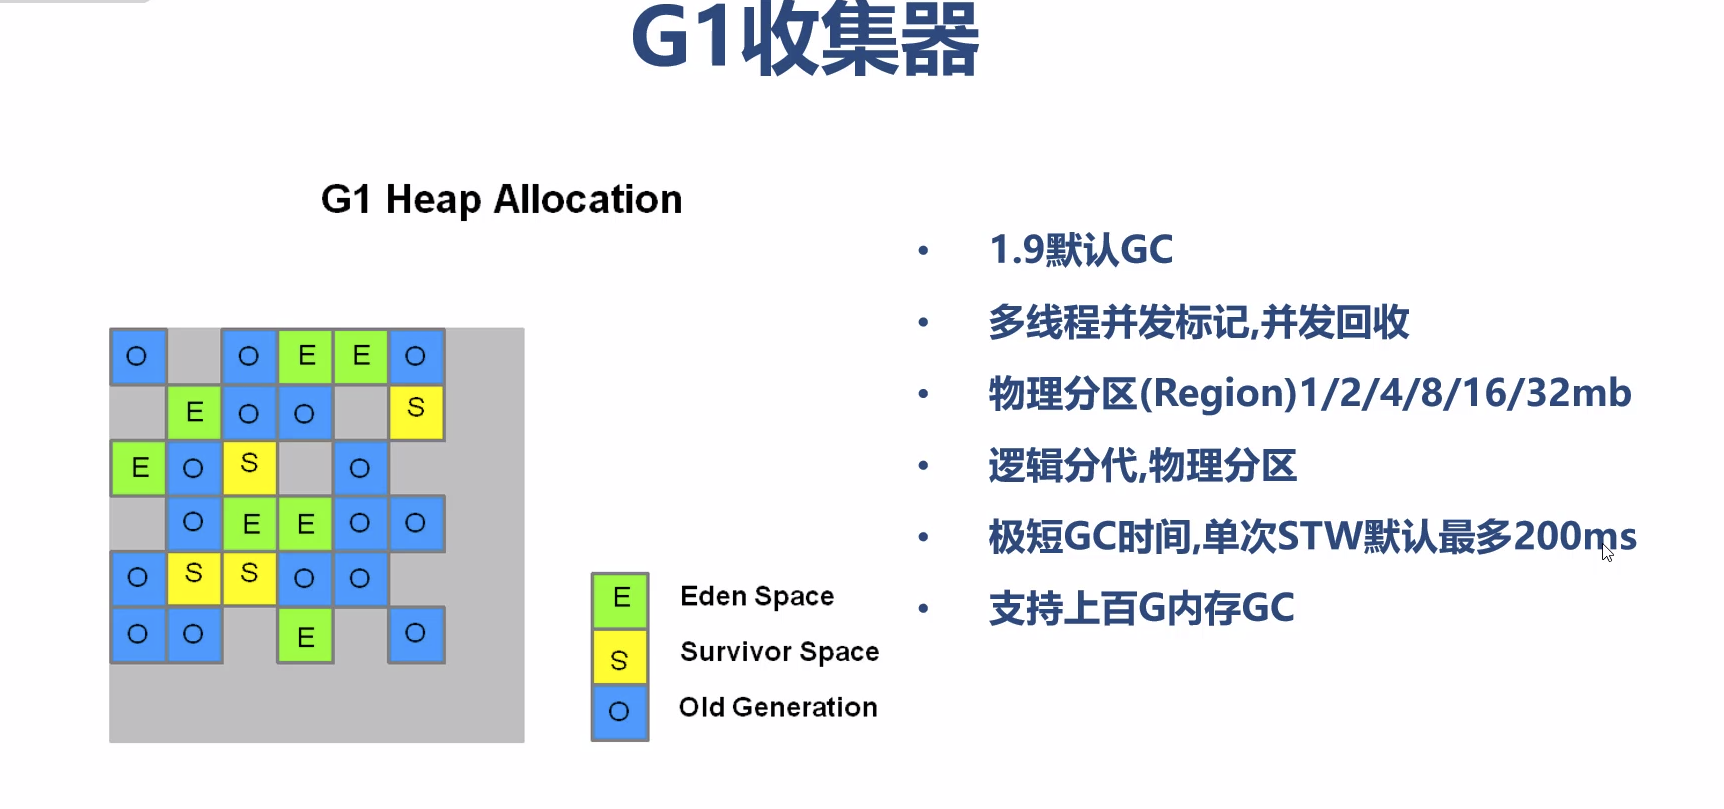 G1收集器
G1 Heap Allocation
O O E E O
E O O S
E O S O
O E E O O
O S S O O
O O E O
E Eden Space
S Survivor Space
O Old Generation
• 1.9默认GC
• 多线程并发标记,并发回收
• 物理分区(Region)1/2/4/8/16/32mb
• 逻辑分代,物理分区
• 极短GC时间,单次STW默认最多200ms
• 支持上百G内存GC